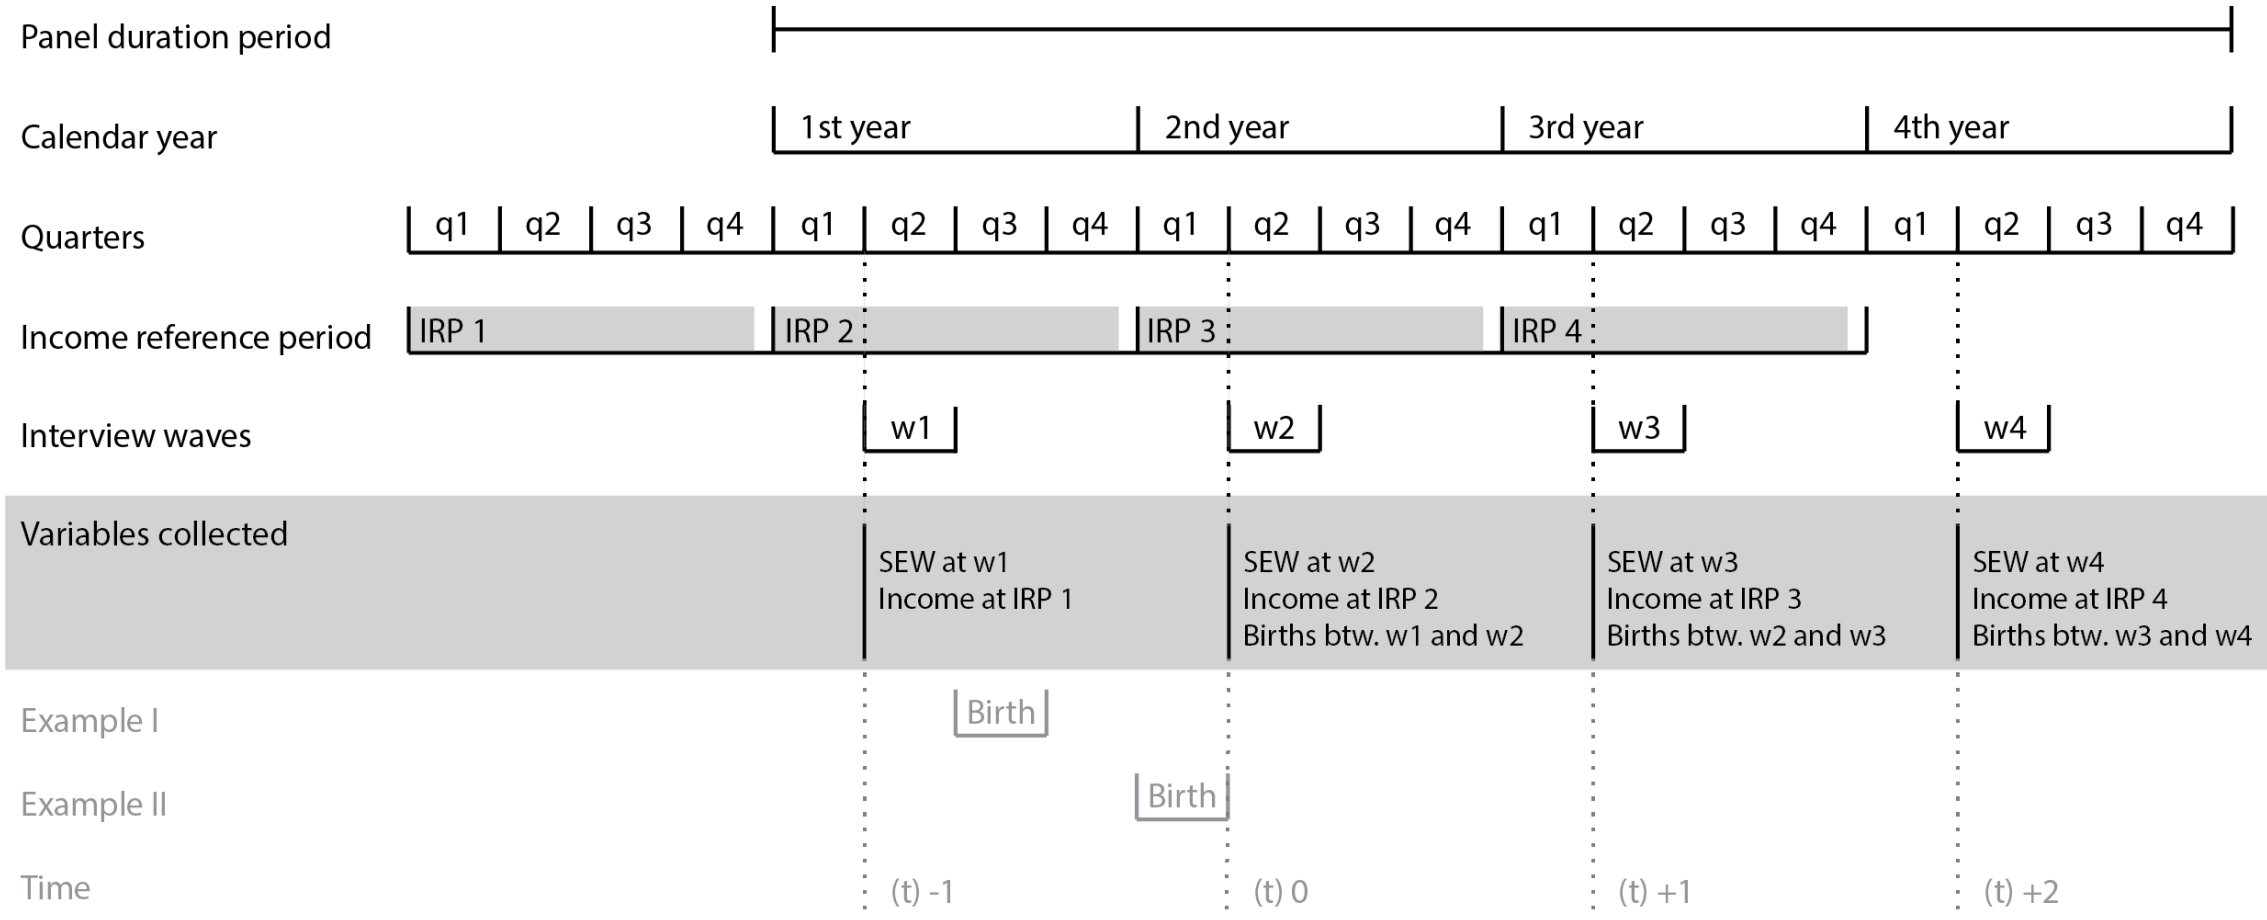 Panel duration period
Calendar year 1st year 2nd year 3rd year 4th year
Quarters q1 q2 q3 q4 q1 q2 q3 q4 q1 q2 q3 q4 q1 q2 q3 q4 q1 q2 q3 q4
Income reference period IRP 1 IRP 2 IRP 3 IRP 4
Interview waves w1 w2 w3 w4
Variables collected
SEW at w1 SEW at w2 SEW at w3 SEW at w4
Income at IRP 1 Income at IRP 2 Income at IRP 3 Income at IRP 4
Births btw. w1 and w2 Births btw. w2 and w3 Births btw. w3 and w4
Example I Birth
Example II Birth
Time (t) -1 (t) 0 (t) +1 (t) +2